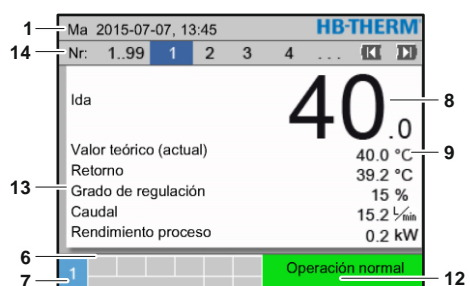 1 Ma 2015-07-07, 13:45 HB-THERM
14 Nr: 1..99 1 2 3 4 ...
Ida 40.0 8
Valor teórico (actual) 40.0 °C 9
Retorno 39.2 °C
13 Grado de regulación 15 %
Caudal 15.2 L/min
Rendimiento proceso 0.2 kW
6
7 1 Operación normal 12